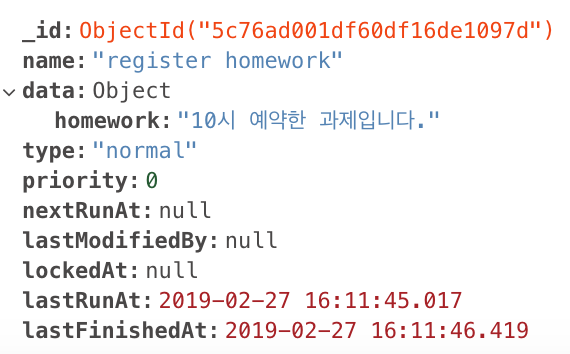 _id: ObjectId("5c76ad001df60df16de1097d")
name: "register homework"
data: Object
homework: "10시 예약한 과제입니다."
type: "normal"
priority: 0
nextRunAt: null
lastModifiedBy: null
lockedAt: null
lastRunAt: 2019-02-27 16:11:45.017
lastFinishedAt: 2019-02-27 16:11:46.419